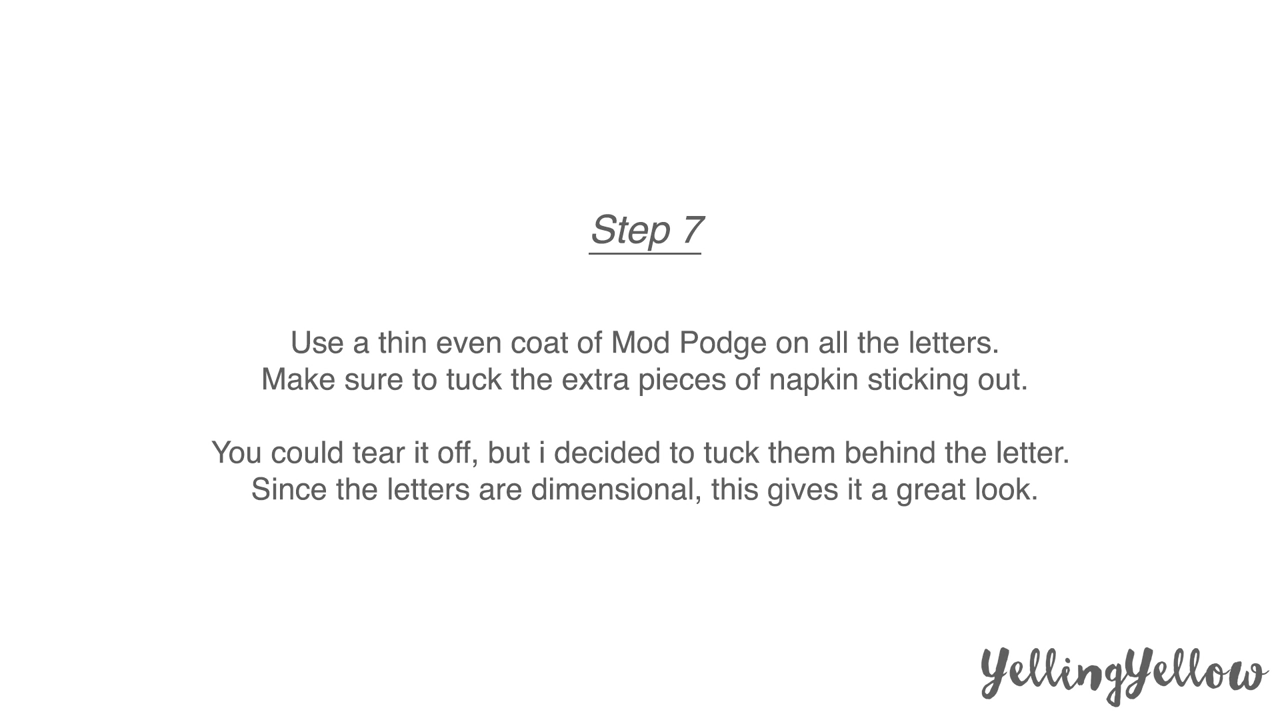 Step 7
Use a thin even coat of Mod Podge on all the letters.
Make sure to tuck the extra pieces of napkin sticking out.
You could tear it off, but i decided to tuck them behind the letter.
Since the letters are dimensional, this gives it a great look.
YellingYellow